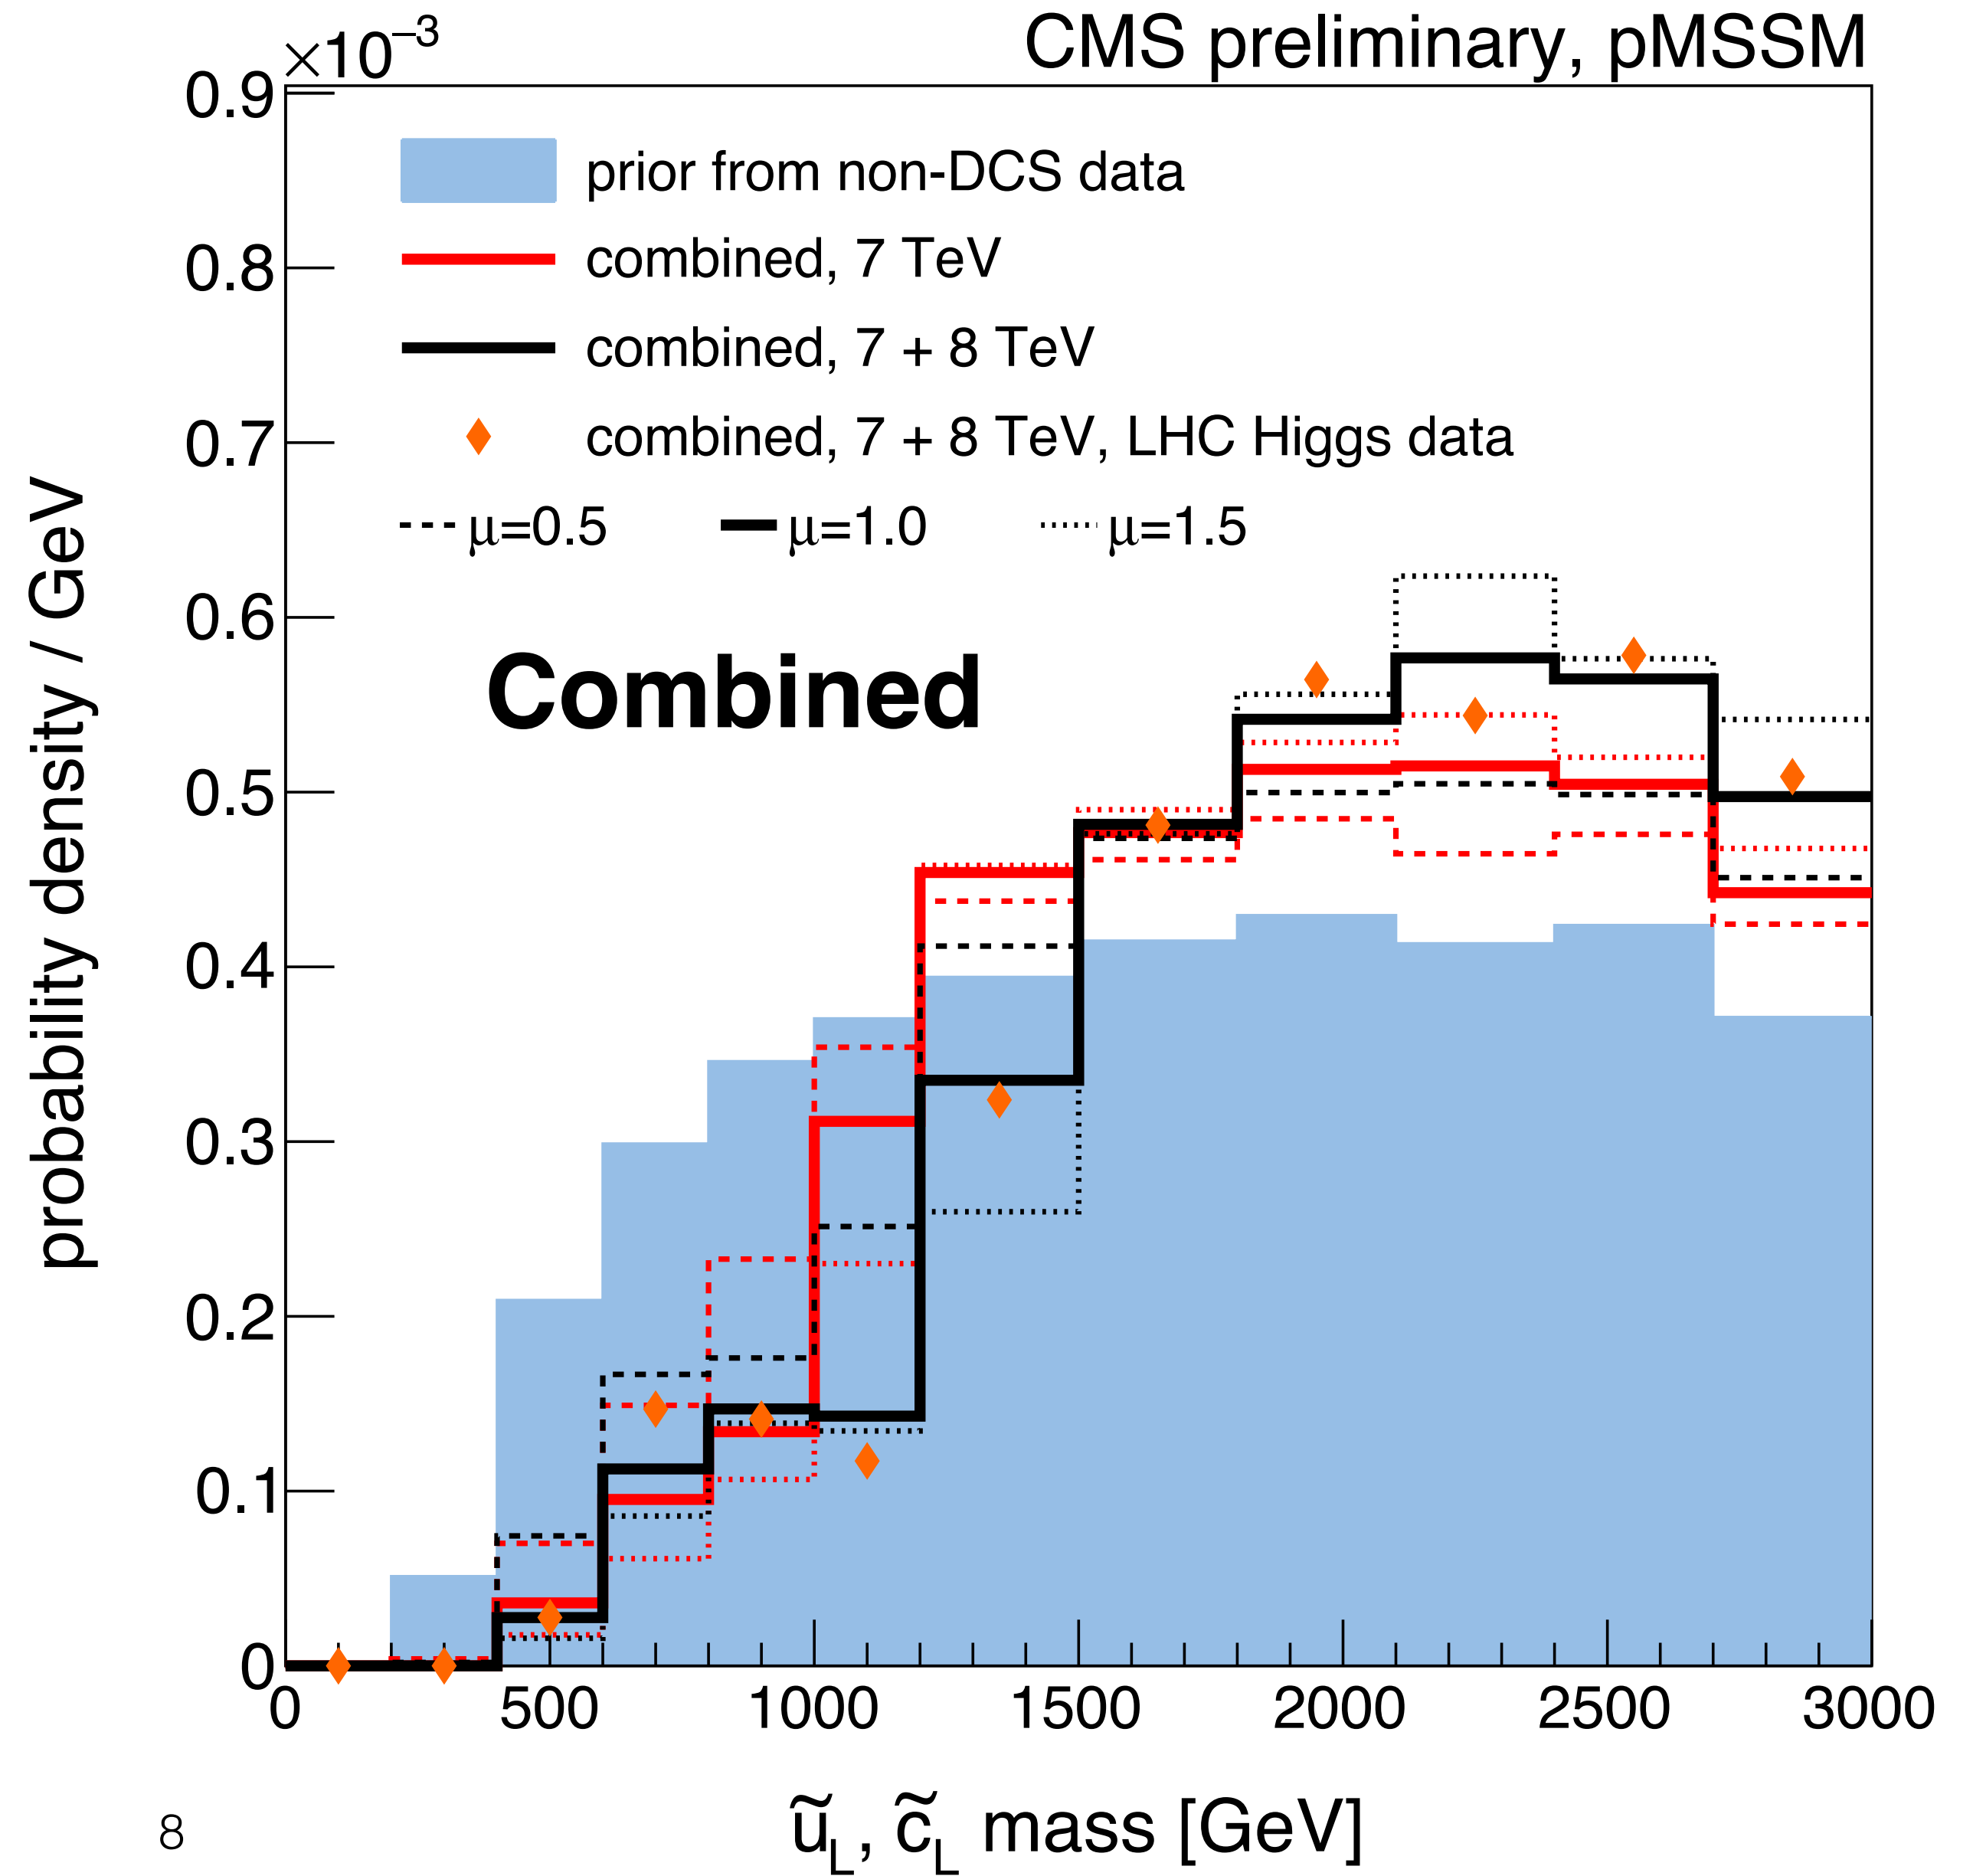 CMS preliminary, pMSSM
×10⁻³
prior from non-DCS data
combined, 7 TeV
combined, 7 + 8 TeV
combined, 7 + 8 TeV, LHC Higgs data
μ=0.5 μ=1.0 μ=1.5
Combined
probability density / GeV
0.9
0.8
0.7
0.6
0.5
0.4
0.3
0.2
0.1
0
0 500 1000 1500 2000 2500 3000
ũ_L, c̃_L mass [GeV]
8